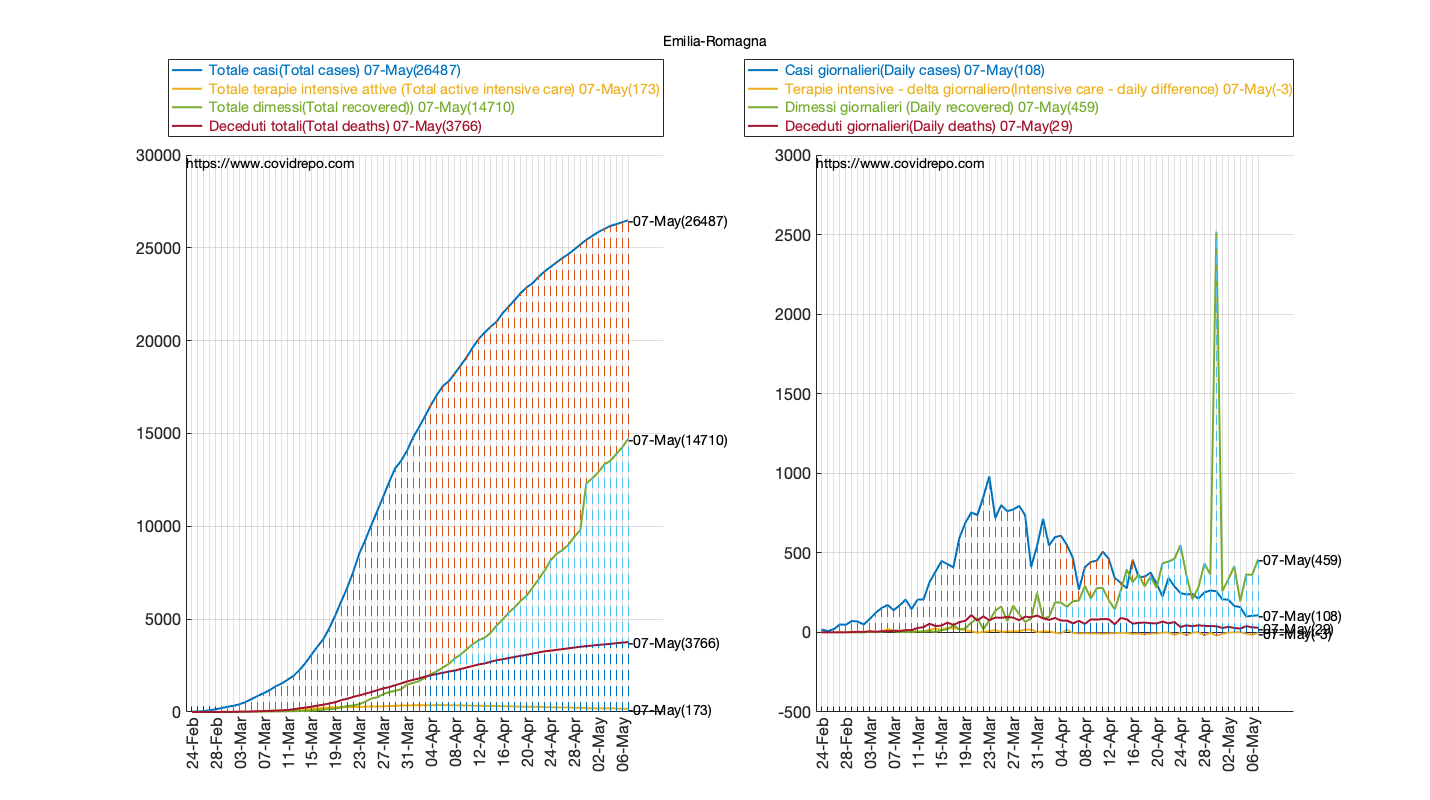 Emilia-Romagna
Totale casi(Total cases) 07-May(26487)
Totale terapie intensive attive (Total active intensive care) 07-May(173)
Totale dimessi(Total recovered)) 07-May(14710)
Deceduti totali(Total deaths) 07-May(3766)
https://www.covidrepo.com
30000
25000
20000
15000
10000
5000
0
07-May(26487)
07-May(14710)
07-May(3766)
07-May(173)
24-Feb
28-Feb
03-Mar
07-Mar
11-Mar
15-Mar
19-Mar
23-Mar
27-Mar
31-Mar
04-Apr
08-Apr
12-Apr
16-Apr
20-Apr
24-Apr
28-Apr
02-May
06-May
Casi giornalieri(Daily cases) 07-May(108)
Terapie intensive - delta giornaliero(Intensive care - daily difference) 07-May(-3)
Dimessi giornalieri (Daily recovered) 07-May(459)
Deceduti giornalieri(Daily deaths) 07-May(29)
https://www.covidrepo.com
3000
2500
2000
1500
1000
500
0
-500
07-May(459)
07-May(108)
07-May(29)
07-May(-3)
24-Feb
28-Feb
03-Mar
07-Mar
11-Mar
15-Mar
19-Mar
23-Mar
27-Mar
31-Mar
04-Apr
08-Apr
12-Apr
16-Apr
20-Apr
24-Apr
28-Apr
02-May
06-May